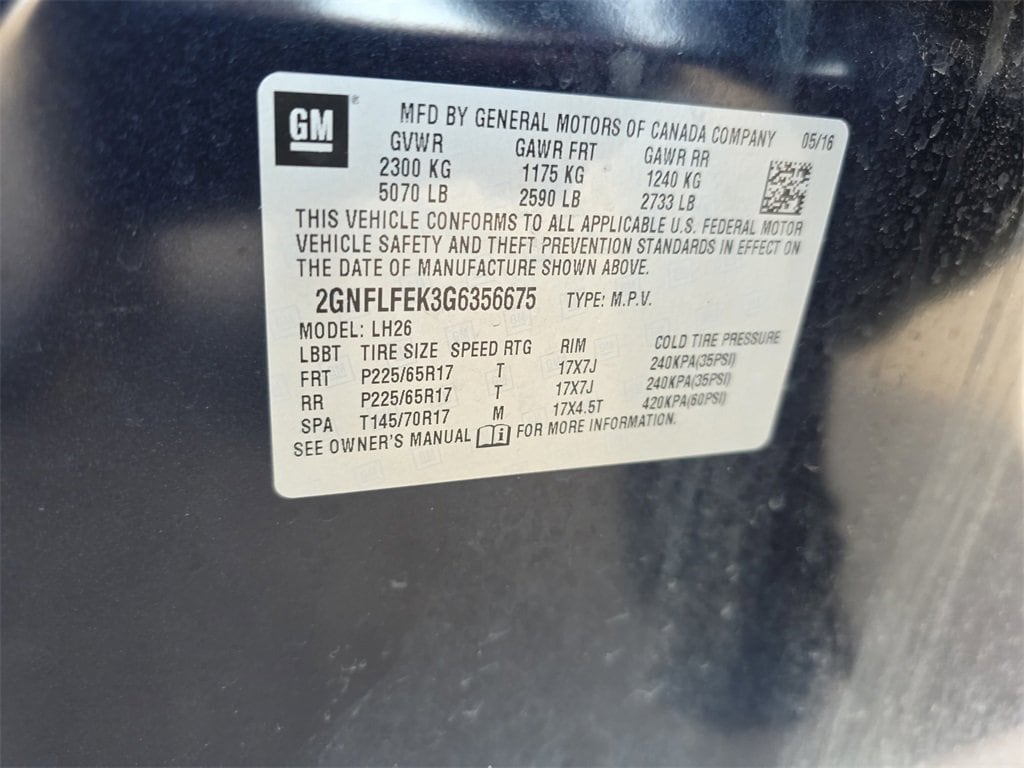 GM ®
MFD BY GENERAL MOTORS OF CANADA COMPANY 05/16
GVWR GAWR FRT GAWR RR
2300 KG 1175 KG 1240 KG
5070 LB 2590 LB 2733 LB
THIS VEHICLE CONFORMS TO ALL APPLICABLE U.S. FEDERAL MOTOR
VEHICLE SAFETY AND THEFT PREVENTION STANDARDS IN EFFECT ON
THE DATE OF MANUFACTURE SHOWN ABOVE.
2GNFLFEK3G6356675 TYPE: M.P.V.
MODEL: LH26
LBBT TIRE SIZE SPEED RTG RIM COLD TIRE PRESSURE
FRT P225/65R17 T 17X7J 240KPA(35PSI)
RR P225/65R17 T 17X7J 240KPA(35PSI)
SPA T145/70R17 M 17X4.5T 420KPA(60PSI)
SEE OWNER'S MANUAL i FOR MORE INFORMATION.